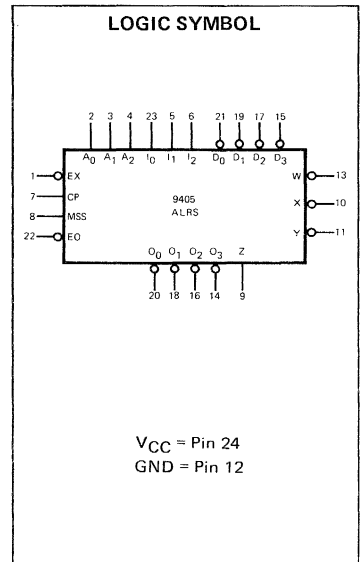 LOGIC SYMBOL
2 3 4 23 5 6 21 19 17 15
A0 A1 A2 I0 I1 I2 D0 D1 D2 D3
1 EX W 13
7 CP 9405 X 10
8 MSS ALRS
22 EO Y 11
O0 O1 O2 O3 Z
20 18 16 14 9
VCC = Pin 24
GND = Pin 12